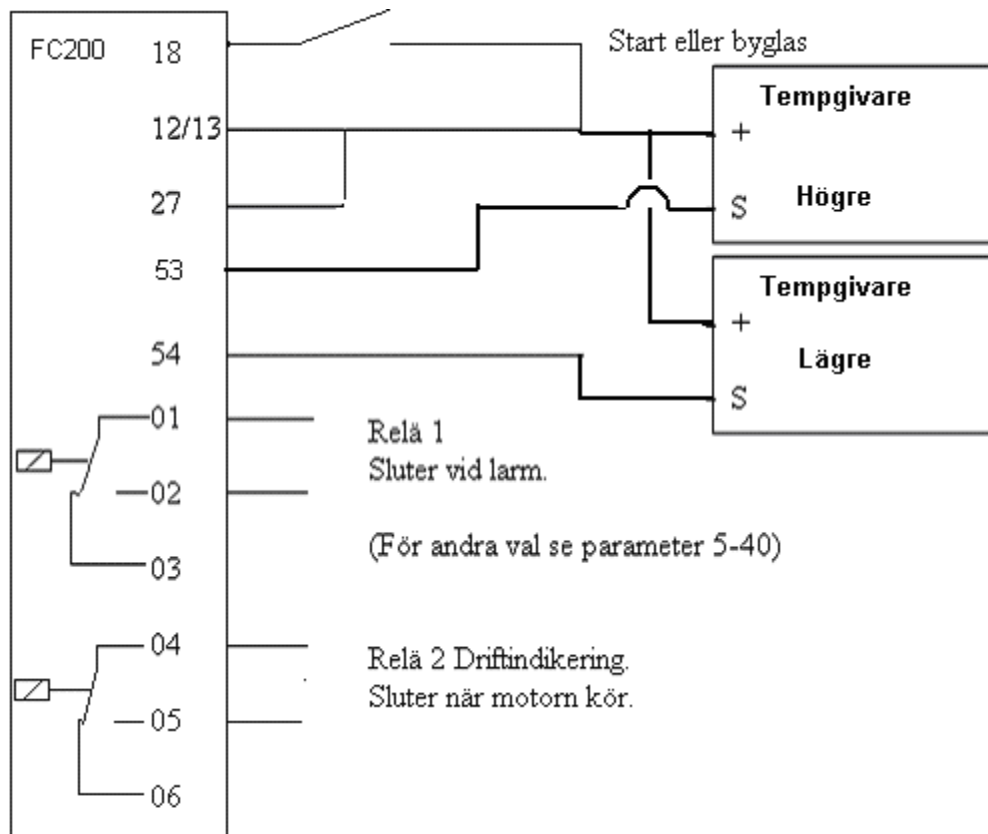 FC200
18
Start eller byglas
12/13
27
53
54
Tempgivare
+
Högre
S
Tempgivare
+
Lägre
S
01
02
03
Relä 1
Sluter vid larm.
(För andra val se parameter 5-40)
04
05
06
Relä 2 Driftindikering.
Sluter när motorn kör.